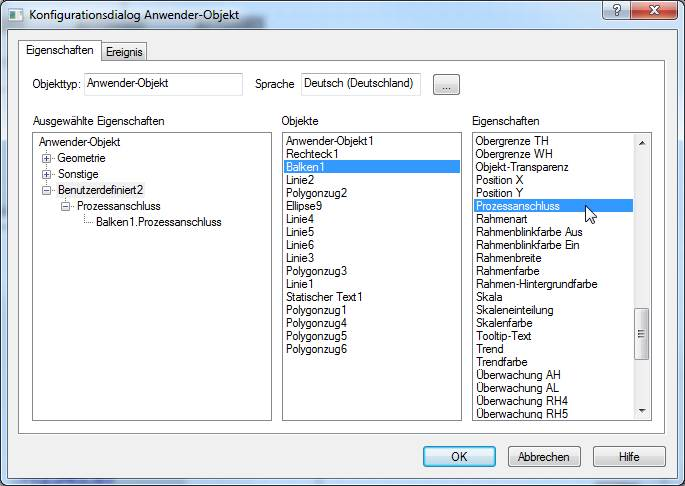 Konfigurationsdialog Anwender-Objekt
Eigenschaften
Ereignis
Objekttyp:
Anwender-Objekt
Sprache
Deutsch (Deutschland)
...
Ausgewählte Eigenschaften
Anwender-Objekt
Geometrie
Sonstige
Benutzerdefiniert2
Prozessanschluss
Balken1.Prozessanschluss
Objekte
Anwender-Objekt1
Rechteck1
Balken1
Linie2
Polygonzug2
Ellipse9
Linie4
Linie5
Linie6
Linie3
Polygonzug3
Linie1
Statischer Text1
Polygonzug1
Polygonzug4
Polygonzug5
Polygonzug6
Eigenschaften
Obergrenze TH
Obergrenze WH
Objekt-Transparenz
Position X
Position Y
Prozessanschluss
Rahmenart
Rahmenblinkfarbe Aus
Rahmenblinkfarbe Ein
Rahmenbreite
Rahmenfarbe
Rahmen-Hintergrundfarbe
Skala
Skaleneinteilung
Skalenfarbe
Tooltip-Text
Trend
Trendfarbe
Überwachung AH
Überwachung AL
Überwachung RH4
Überwachung RH5
OK
Abbrechen
Hilfe